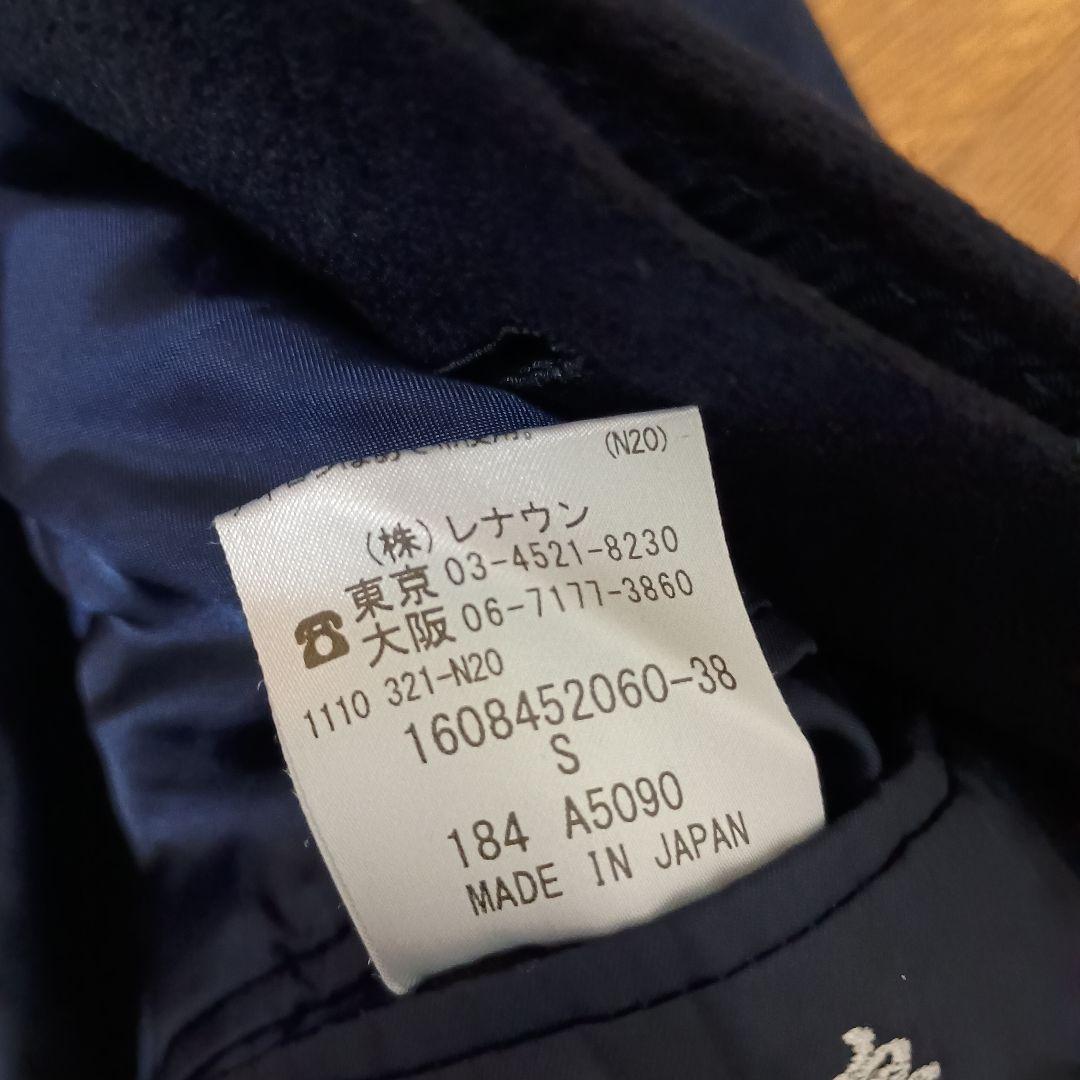 (N20)
(株)レナウン
東京 03-4521-8230
☎ 大阪 06-7177-3860
1110 321-N20
1608452060-38
S
184 A5090
MADE IN JAPAN